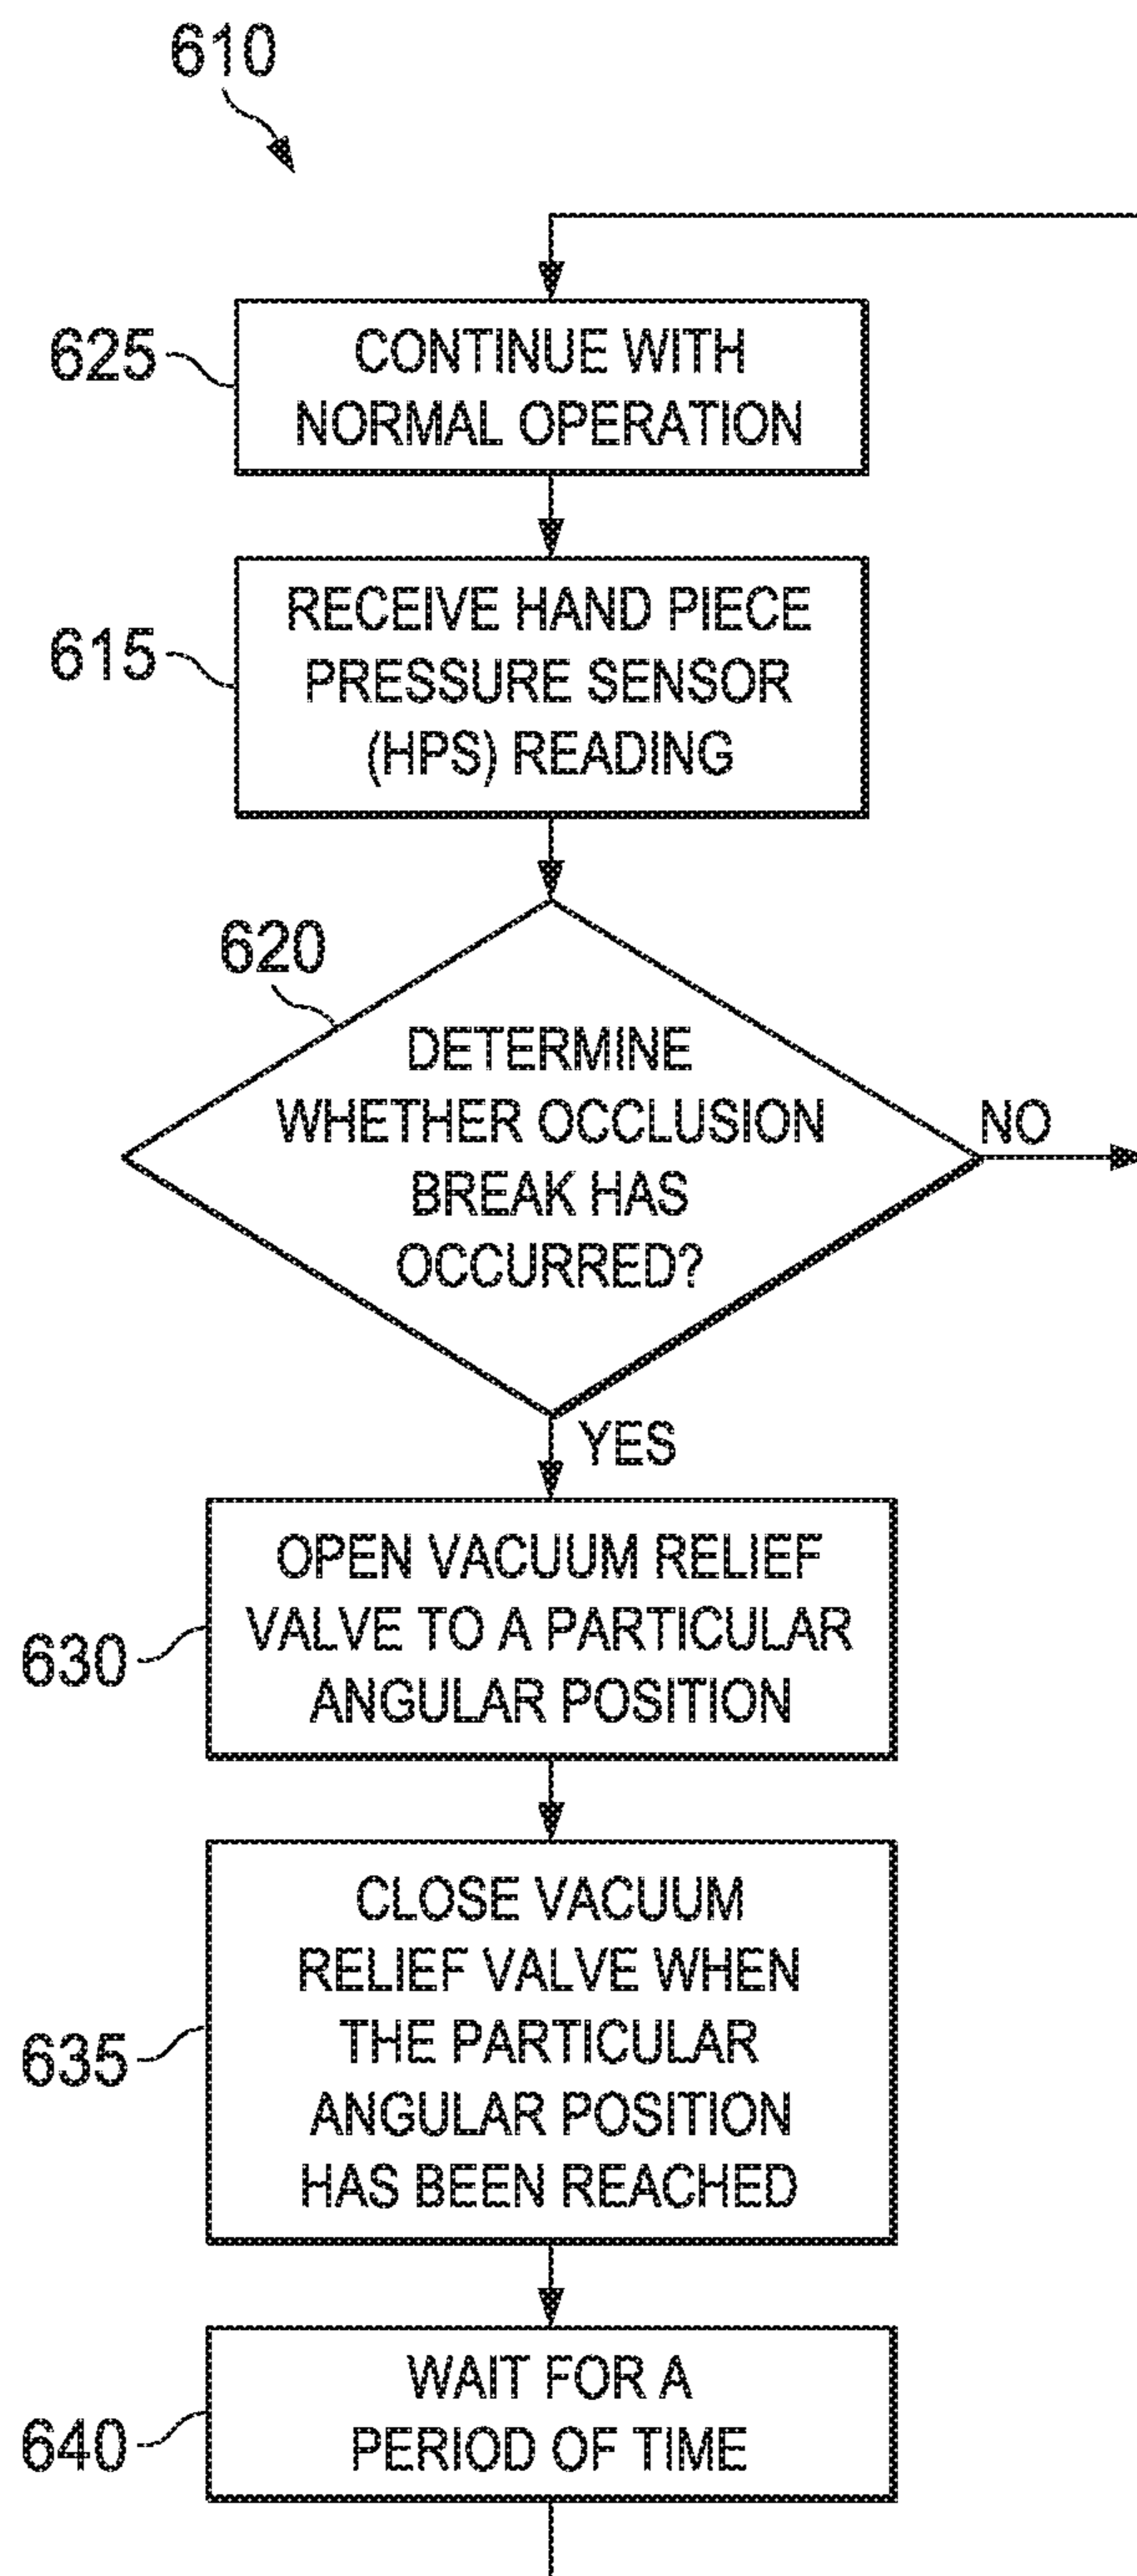 610
625
CONTINUE WITH
NORMAL OPERATION
615
RECEIVE HAND PIECE
PRESSURE SENSOR
(HPS) READING
620
DETERMINE
WHETHER OCCLUSION
BREAK HAS
OCCURRED?
NO
YES
630
OPEN VACUUM RELIEF
VALVE TO A PARTICULAR
ANGULAR POSITION
635
CLOSE VACUUM
RELIEF VALVE WHEN
THE PARTICULAR
ANGULAR POSITION
HAS BEEN REACHED
640
WAIT FOR A
PERIOD OF TIME